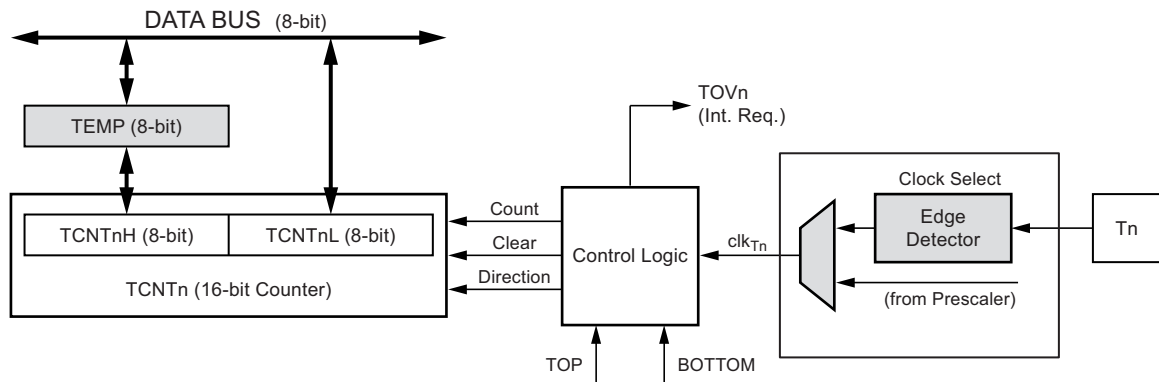 DATA BUS (8-bit)
TEMP (8-bit)
TCNTnH (8-bit)
TCNTnL (8-bit)
TCNTn (16-bit Counter)
Count
Clear
Direction
TOVn
(Int. Req.)
Control Logic
TOP
BOTTOM
clkTn
Clock Select
Edge
Detector
(from Prescaler)
Tn